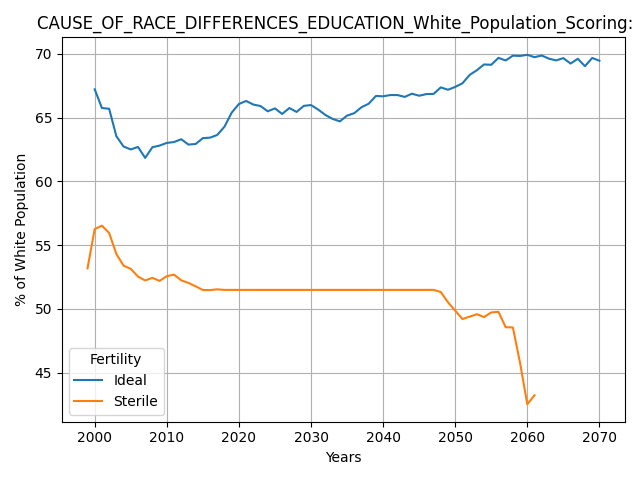 CAUSE_OF_RACE_DIFFERENCES_EDUCATION_White_Population_Scoring:
70
65
60
55
50
45
% of White Population
Fertility
Ideal
Sterile
2000 2010 2020 2030 2040 2050 2060 2070
Years